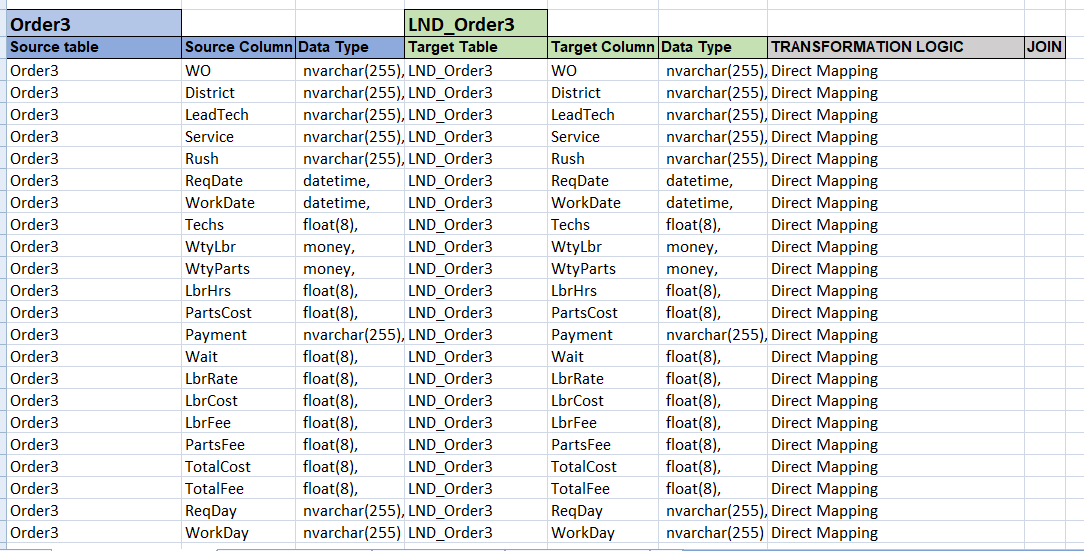 Order3 LND_Order3
Source table Source Column Data Type Target Table Target Column Data Type TRANSFORMATION LOGIC JOIN
Order3 WO nvarchar(255), LND_Order3 WO nvarchar(255), Direct Mapping
Order3 District nvarchar(255), LND_Order3 District nvarchar(255), Direct Mapping
Order3 LeadTech nvarchar(255), LND_Order3 LeadTech nvarchar(255), Direct Mapping
Order3 Service nvarchar(255), LND_Order3 Service nvarchar(255), Direct Mapping
Order3 Rush nvarchar(255), LND_Order3 Rush nvarchar(255), Direct Mapping
Order3 ReqDate datetime, LND_Order3 ReqDate datetime, Direct Mapping
Order3 WorkDate datetime, LND_Order3 WorkDate datetime, Direct Mapping
Order3 Techs float(8), LND_Order3 Techs float(8), Direct Mapping
Order3 WtyLbr money, LND_Order3 WtyLbr money, Direct Mapping
Order3 WtyParts money, LND_Order3 WtyParts money, Direct Mapping
Order3 LbrHrs float(8), LND_Order3 LbrHrs float(8), Direct Mapping
Order3 PartsCost float(8), LND_Order3 PartsCost float(8), Direct Mapping
Order3 Payment nvarchar(255), LND_Order3 Payment nvarchar(255), Direct Mapping
Order3 Wait float(8), LND_Order3 Wait float(8), Direct Mapping
Order3 LbrRate float(8), LND_Order3 LbrRate float(8), Direct Mapping
Order3 LbrCost float(8), LND_Order3 LbrCost float(8), Direct Mapping
Order3 LbrFee float(8), LND_Order3 LbrFee float(8), Direct Mapping
Order3 PartsFee float(8), LND_Order3 PartsFee float(8), Direct Mapping
Order3 TotalCost float(8), LND_Order3 TotalCost float(8), Direct Mapping
Order3 TotalFee float(8), LND_Order3 TotalFee float(8), Direct Mapping
Order3 ReqDay nvarchar(255), LND_Order3 ReqDay nvarchar(255), Direct Mapping
Order3 WorkDay nvarchar(255) LND_Order3 WorkDay nvarchar(255) Direct Mapping